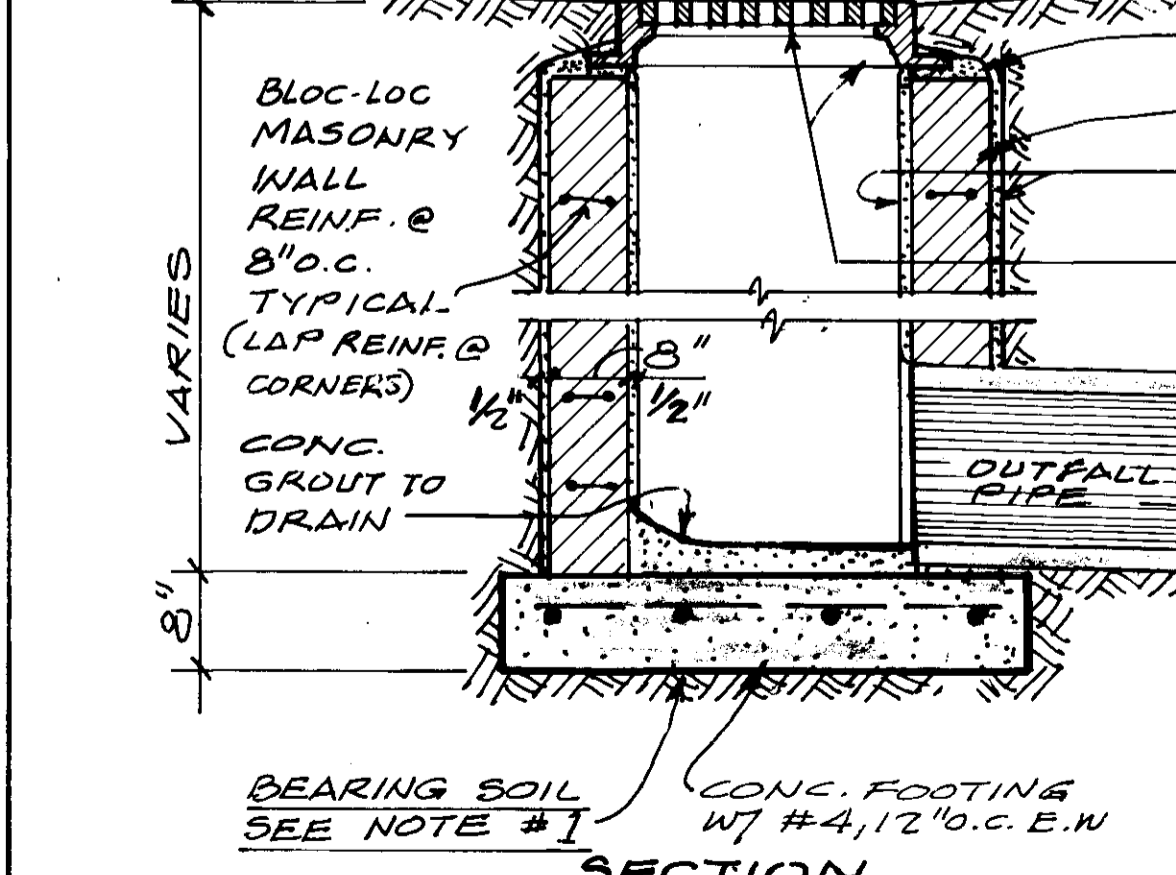 BLOC-LOC
MASONRY
WALL
REINF. @
8" O.C.
TYPICAL
(LAP REINF. @
CORNERS)
VARIES
8"
1/2"
1/2"
CONC.
GROUT TO
DRAIN
OUTFALL
PIPE
8"
BEARING SOIL
SEE NOTE #1
CONC. FOOTING
W/ #4, 12" O.C. E.W
SECTION